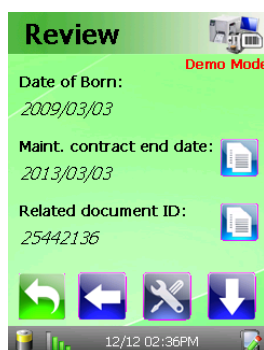 Review
Demo Mode
Date of Born:
2009/03/03
Maint. contract end date:
2013/03/03
Related document ID:
25442136
12/12 02:36PM